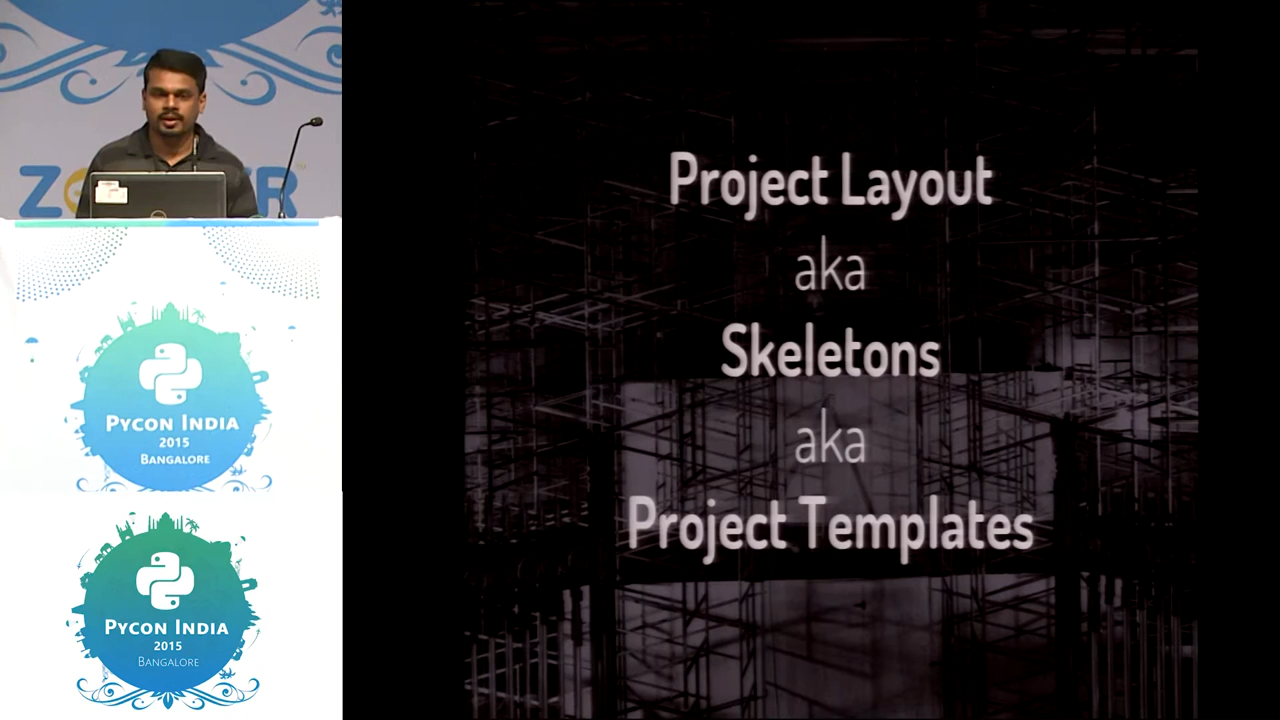 PYCON INDIA
2015
BANGALORE
PYCON INDIA
2015
BANGALORE
Project Layout
aka
Skeletons
aka
Project Templates